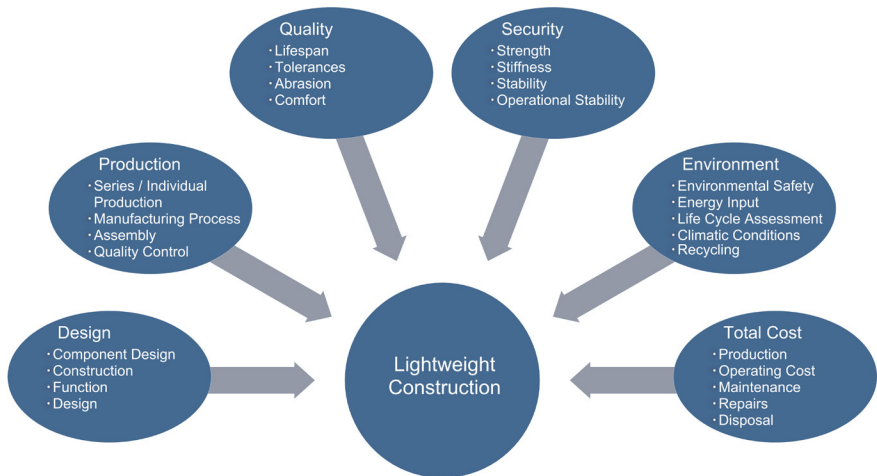 Quality
· Lifespan
· Tolerances
· Abrasion
· Comfort
Security
· Strength
· Stiffness
· Stability
· Operational Stability
Production
· Series / Individual
Production
· Manufacturing Process
· Assembly
· Quality Control
Environment
· Environmental Safety
· Energy Input
· Life Cycle Assessment
· Climatic Conditions
· Recycling
Design
· Component Design
· Construction
· Function
· Design
Lightweight
Construction
Total Cost
· Production
· Operating Cost
· Maintenance
· Repairs
· Disposal